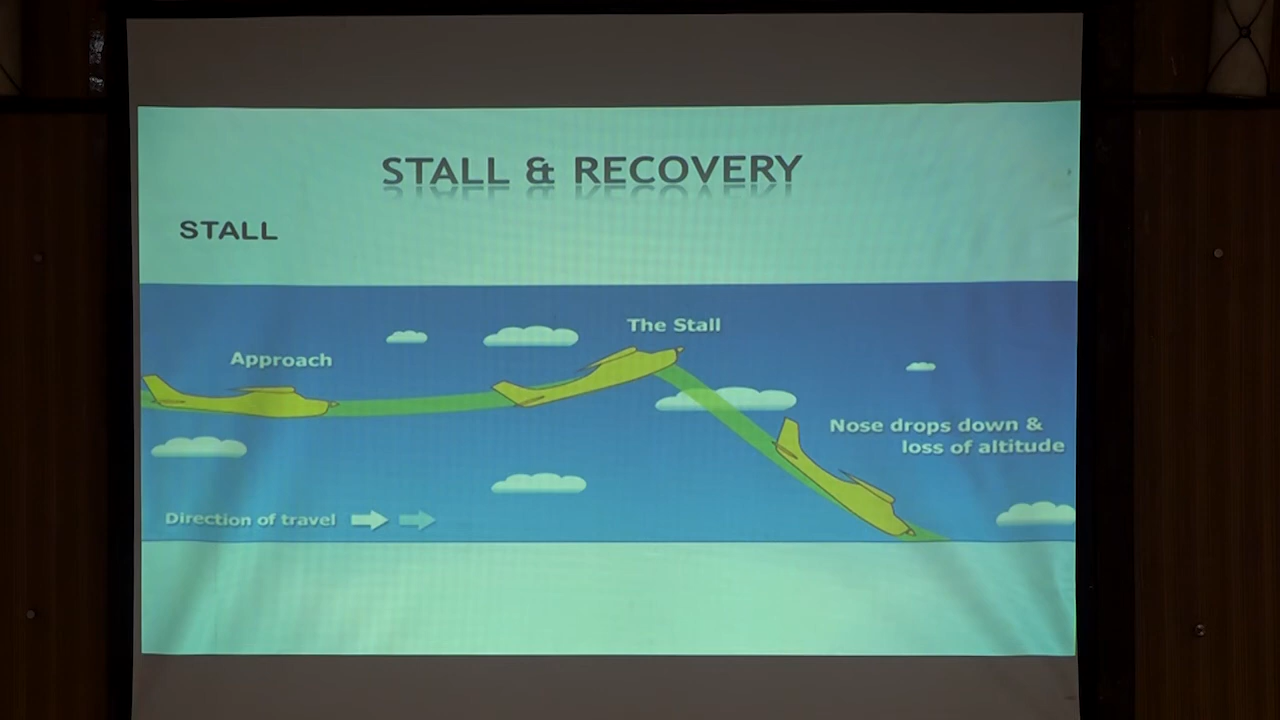 STALL & RECOVERY
STALL
The Stall
Approach
Nose drops down &
loss of altitude
Direction of travel